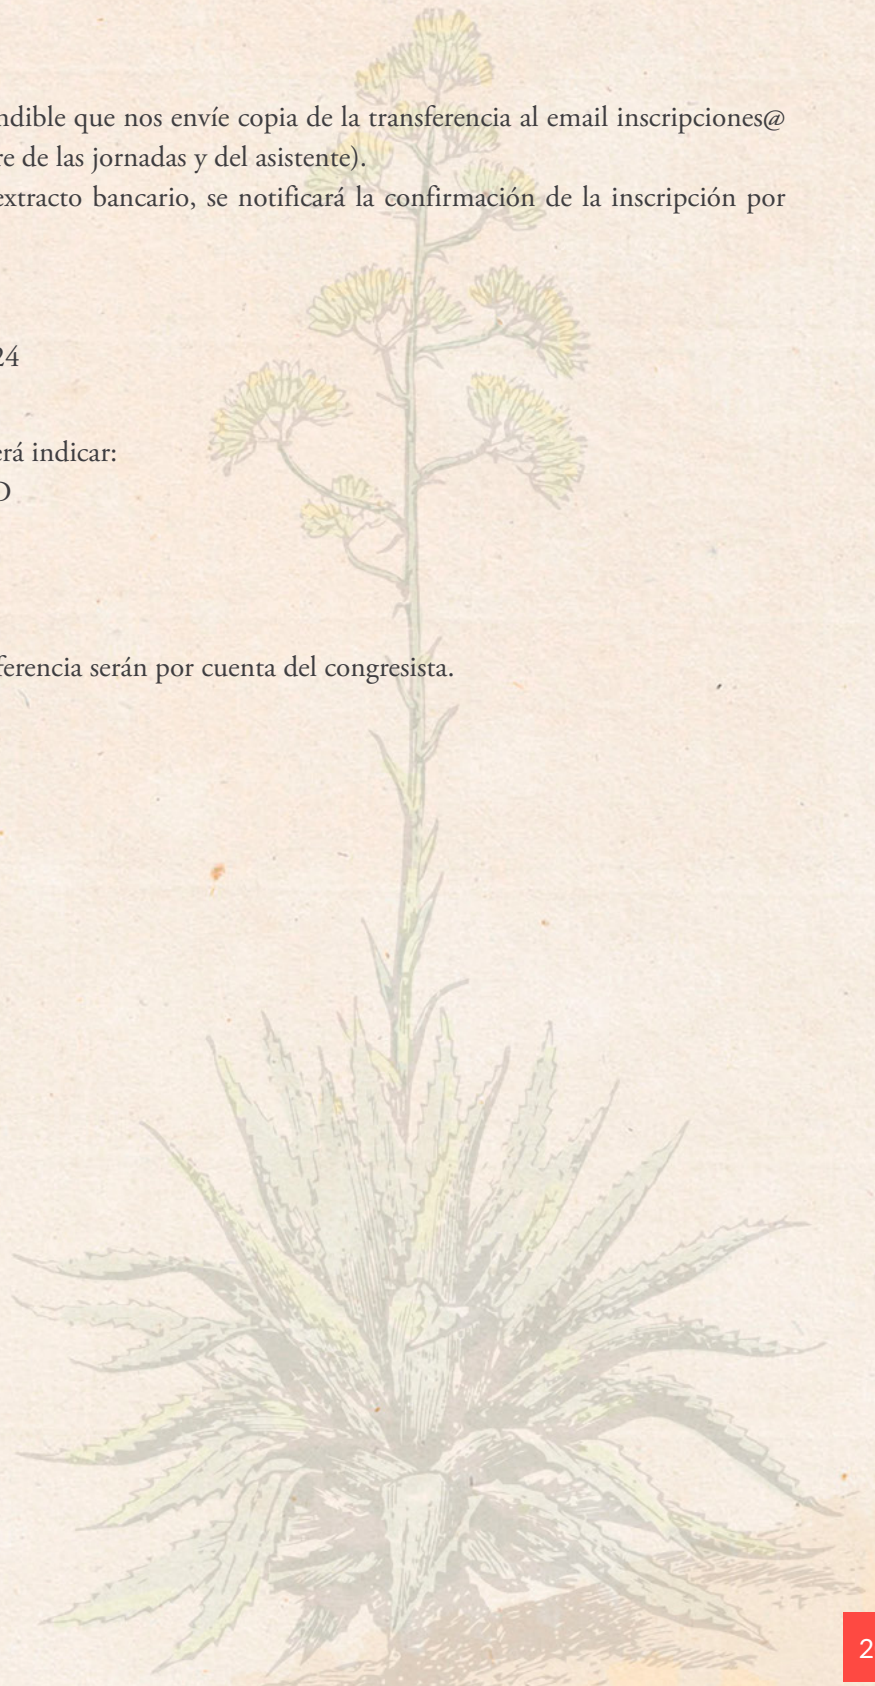 ndible que nos envíe copia de la transferencia al email inscripciones@
re de las jornadas y del asistente).
extracto bancario, se notificará la confirmación de la inscripción por
24
erá indicar:
O
ferencia serán por cuenta del congresista.
2